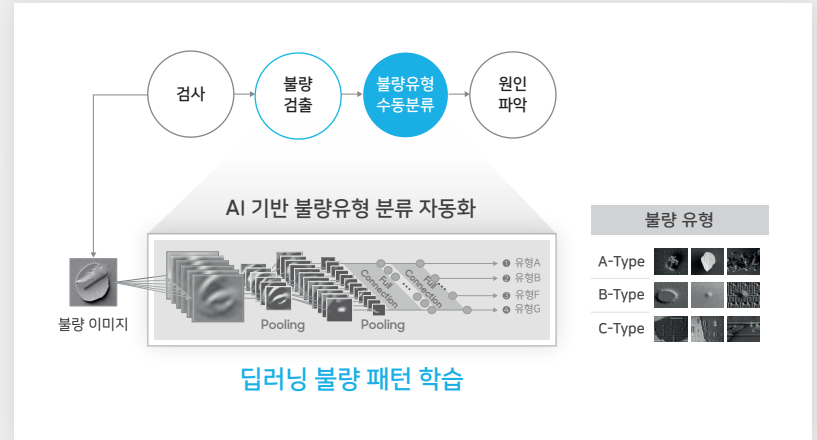 검사
불량
검출
불량유형
수동분류
원인
파악
AI 기반 불량유형 분류 자동화
불량 이미지
Pooling
Pooling
Full
Connection
Full
Connection
❶ 유형A
❷ 유형B
❸ 유형F
❹ 유형G
딥러닝 불량 패턴 학습
불량 유형
A-Type
B-Type
C-Type